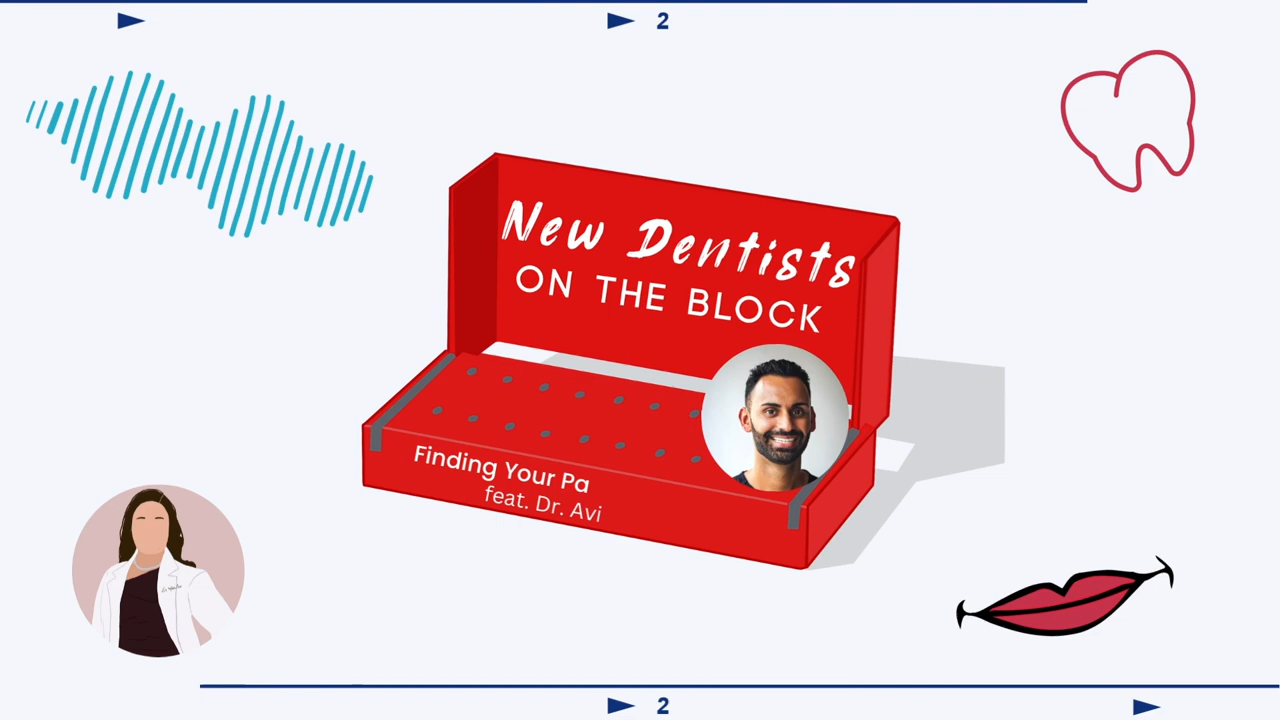 2
New Dentists
ON THE BLOCK
Finding Your Pa
feat. Dr. Avi
2